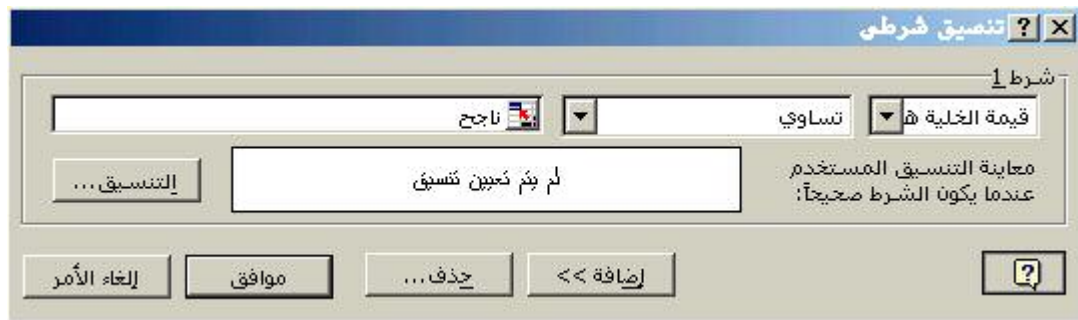 تنسيق شرطي
شرط 1
قيمة الخلية ه تساوي ناجح
معاينة التنسيق المستخدم عندما يكون الشرط صحيحاً:
لم يتم تعيين تنسيق
التنسيق...
إضافة >> حذف... موافق إلغاء الأمر